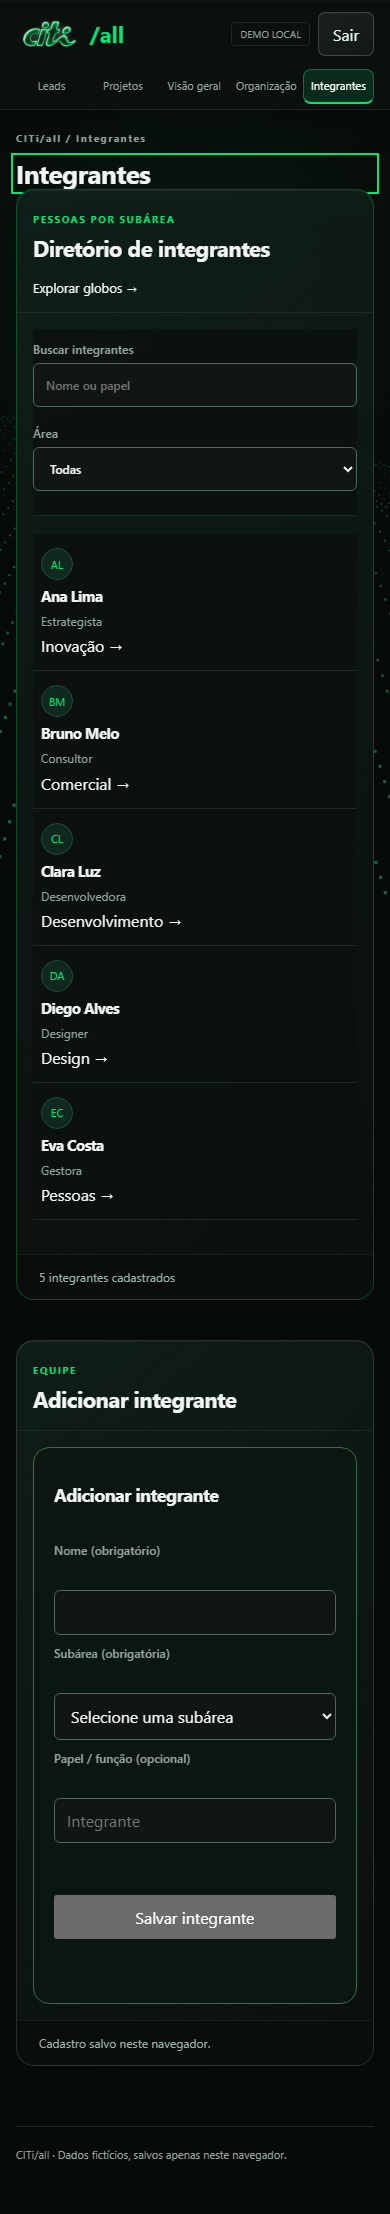 citi /all
DEMO LOCAL
Sair
Leads
Projetos
Visão geral
Organização
Integrantes
CITi/all / Integrantes
Integrantes
PESSOAS POR SUBÁREA
Diretório de integrantes
Explorar globos →
Buscar integrantes
Nome ou papel
Área
Todas
AL
Ana Lima
Estrategista
Inovação →
BM
Bruno Melo
Consultor
Comercial →
CL
Clara Luz
Desenvolvedora
Desenvolvimento →
DA
Diego Alves
Designer
Design →
EC
Eva Costa
Gestora
Pessoas →
5 integrantes cadastrados
EQUIPE
Adicionar integrante
Adicionar integrante
Nome (obrigatório)
Subárea (obrigatória)
Selecione uma subárea
Papel / função (opcional)
Integrante
Salvar integrante
Cadastro salvo neste navegador.
CITi/all · Dados fictícios, salvos apenas neste navegador.